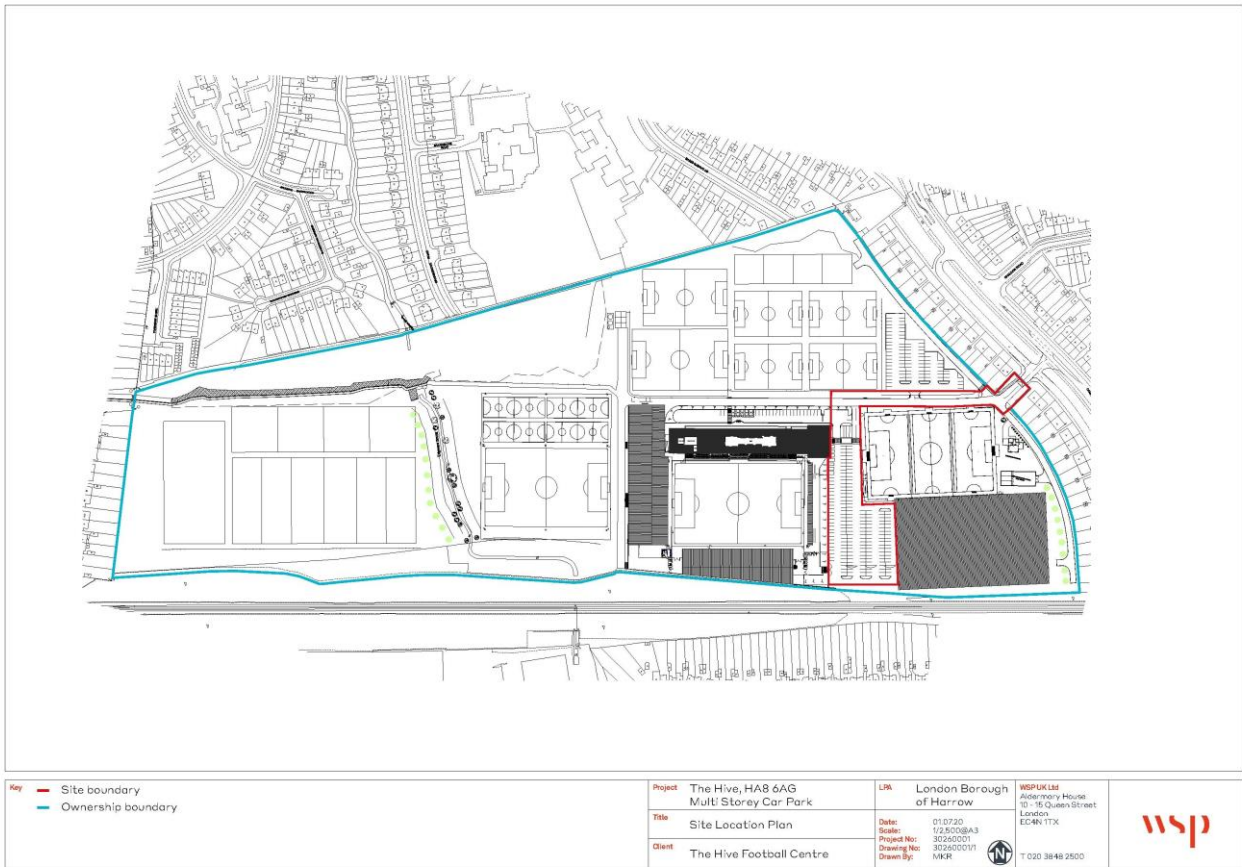 Key
Site boundary
Ownership boundary
Project The Hive, HA8 6AG
Multi Storey Car Park
Title Site Location Plan
Client The Hive Football Centre
LPA London Borough
of Harrow
Date: 01.07.20
Scale: 1/2,500@A3
Project No: 30260001
Drawing No: 30260001/1
Drawn By: MKR
N
WSP UK Ltd
Aldermary House
10 - 15 Queen Street
London
EC4N 1TX
T 020 3848 2500
wsp